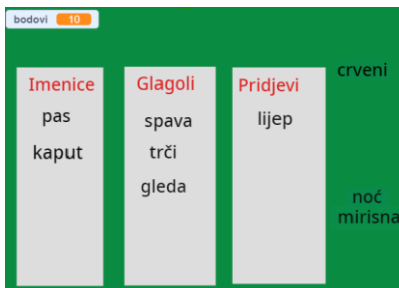 bodovi 10
Imenice
pas
kaput
Glagoli
spava
trči
gleda
Pridjevi
lijep
crveni
noć
mirisna